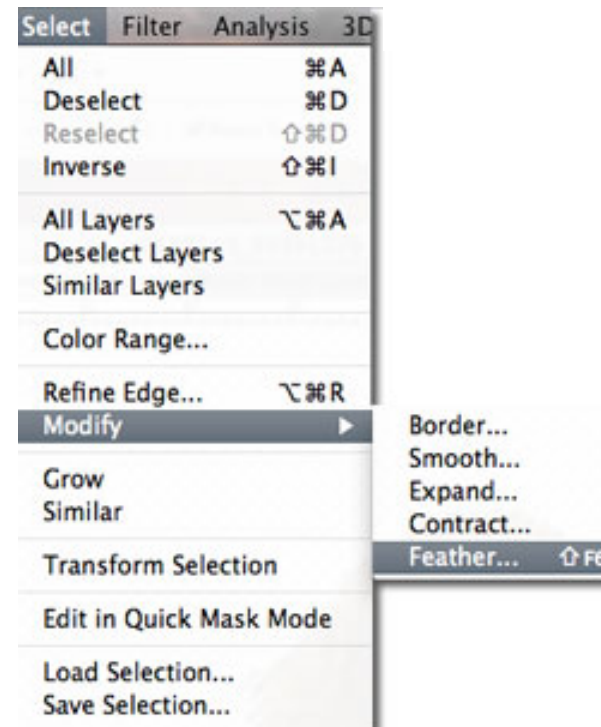 Select Filter Analysis 3D
All ⌘A
Deselect ⌘D
Reselect ⇧⌘D
Inverse ⇧⌘I
All Layers ⌥⌘A
Deselect Layers
Similar Layers
Color Range...
Refine Edge... ⌥⌘R
Modify ▶
Border...
Smooth...
Expand...
Contract...
Feather... ⇧F6
Grow
Similar
Transform Selection
Edit in Quick Mask Mode
Load Selection...
Save Selection...